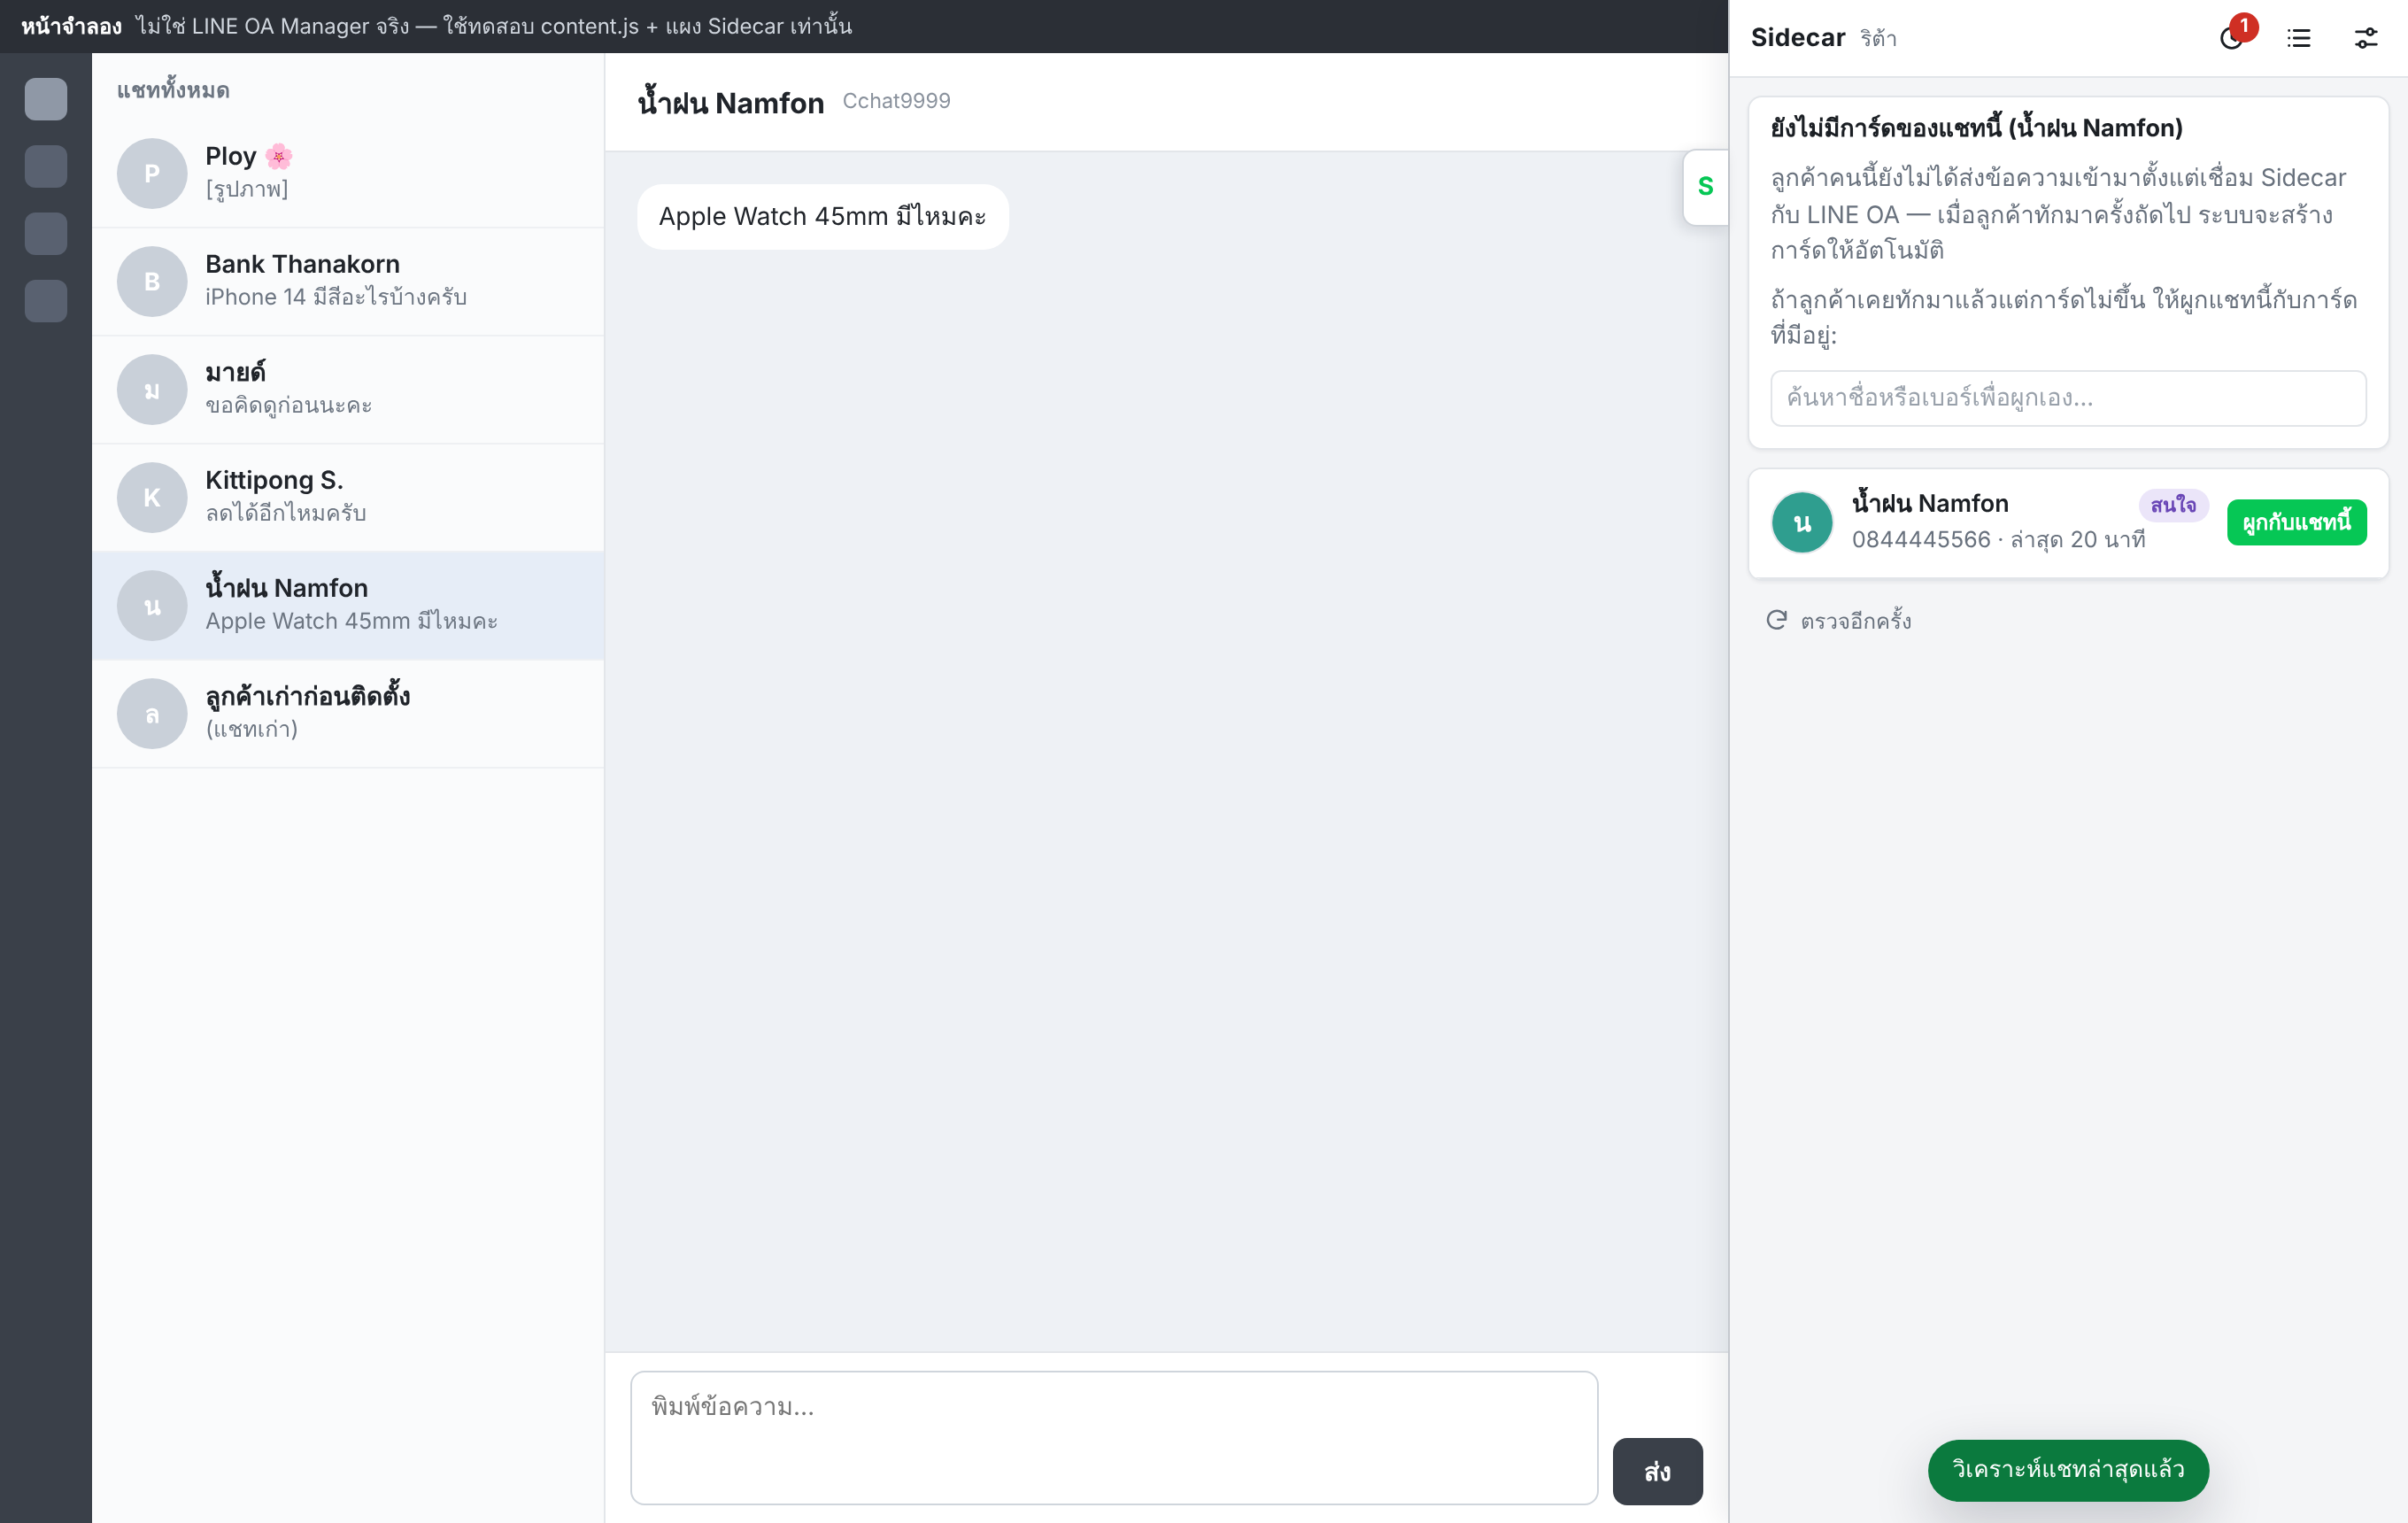 หน้าจำลอง ไม่ใช่ LINE OA Manager จริง — ใช้ทดสอบ content.js + แผง Sidecar เท่านั้น
แชททั้งหมด
P
Ploy 🌸
[รูปภาพ]
B
Bank Thanakorn
iPhone 14 มีสีอะไรบ้างครับ
ม
มายด์
ขอคิดดูก่อนนะคะ
K
Kittipong S.
ลดได้อีกไหมครับ
น
น้ำฝน Namfon
Apple Watch 45mm มีไหมคะ
ล
ลูกค้าเก่าก่อนติดตั้ง
(แชทเก่า)
น้ำฝน Namfon Cchat9999
Apple Watch 45mm มีไหมคะ
S
พิมพ์ข้อความ...
ส่ง
Sidecar ริต้า
1
ยังไม่มีการ์ดของแชทนี้ (น้ำฝน Namfon)
ลูกค้าคนนี้ยังไม่ได้ส่งข้อความเข้ามาตั้งแต่เชื่อม Sidecar
กับ LINE OA — เมื่อลูกค้าทักมาครั้งถัดไป ระบบจะสร้าง
การ์ดให้อัตโนมัติ
ถ้าลูกค้าเคยทักมาแล้วแต่การ์ดไม่ขึ้น ให้ผูกแชทนี้กับการ์ด
ที่มีอยู่:
ค้นหาชื่อหรือเบอร์เพื่อผูกเอง...
น
น้ำฝน Namfon สนใจ
0844445566 · ล่าสุด 20 นาที
ผูกกับแชทนี้
ตรวจอีกครั้ง
วิเคราะห์แชทล่าสุดแล้ว